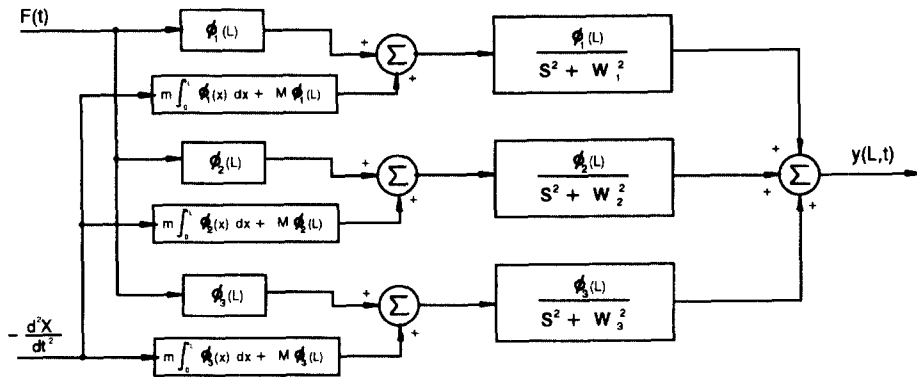 F(t)
ϕ₁(L)
+
Σ
+
m ∫₀ᴸ ϕ₁(x) dx + M ϕ₁(L)
ϕ₁(L)
S² + W₁²
ϕ₂(L)
+
Σ
+
m ∫₀ᴸ ϕ₂(x) dx + M ϕ₂(L)
ϕ₂(L)
S² + W₂²
+
+
Σ
+
y(L,t)
ϕ₃(L)
+
Σ
+
m ∫₀ᴸ ϕ₃(x) dx + M ϕ₃(L)
ϕ₃(L)
S² + W₃²
- d²X
dt²